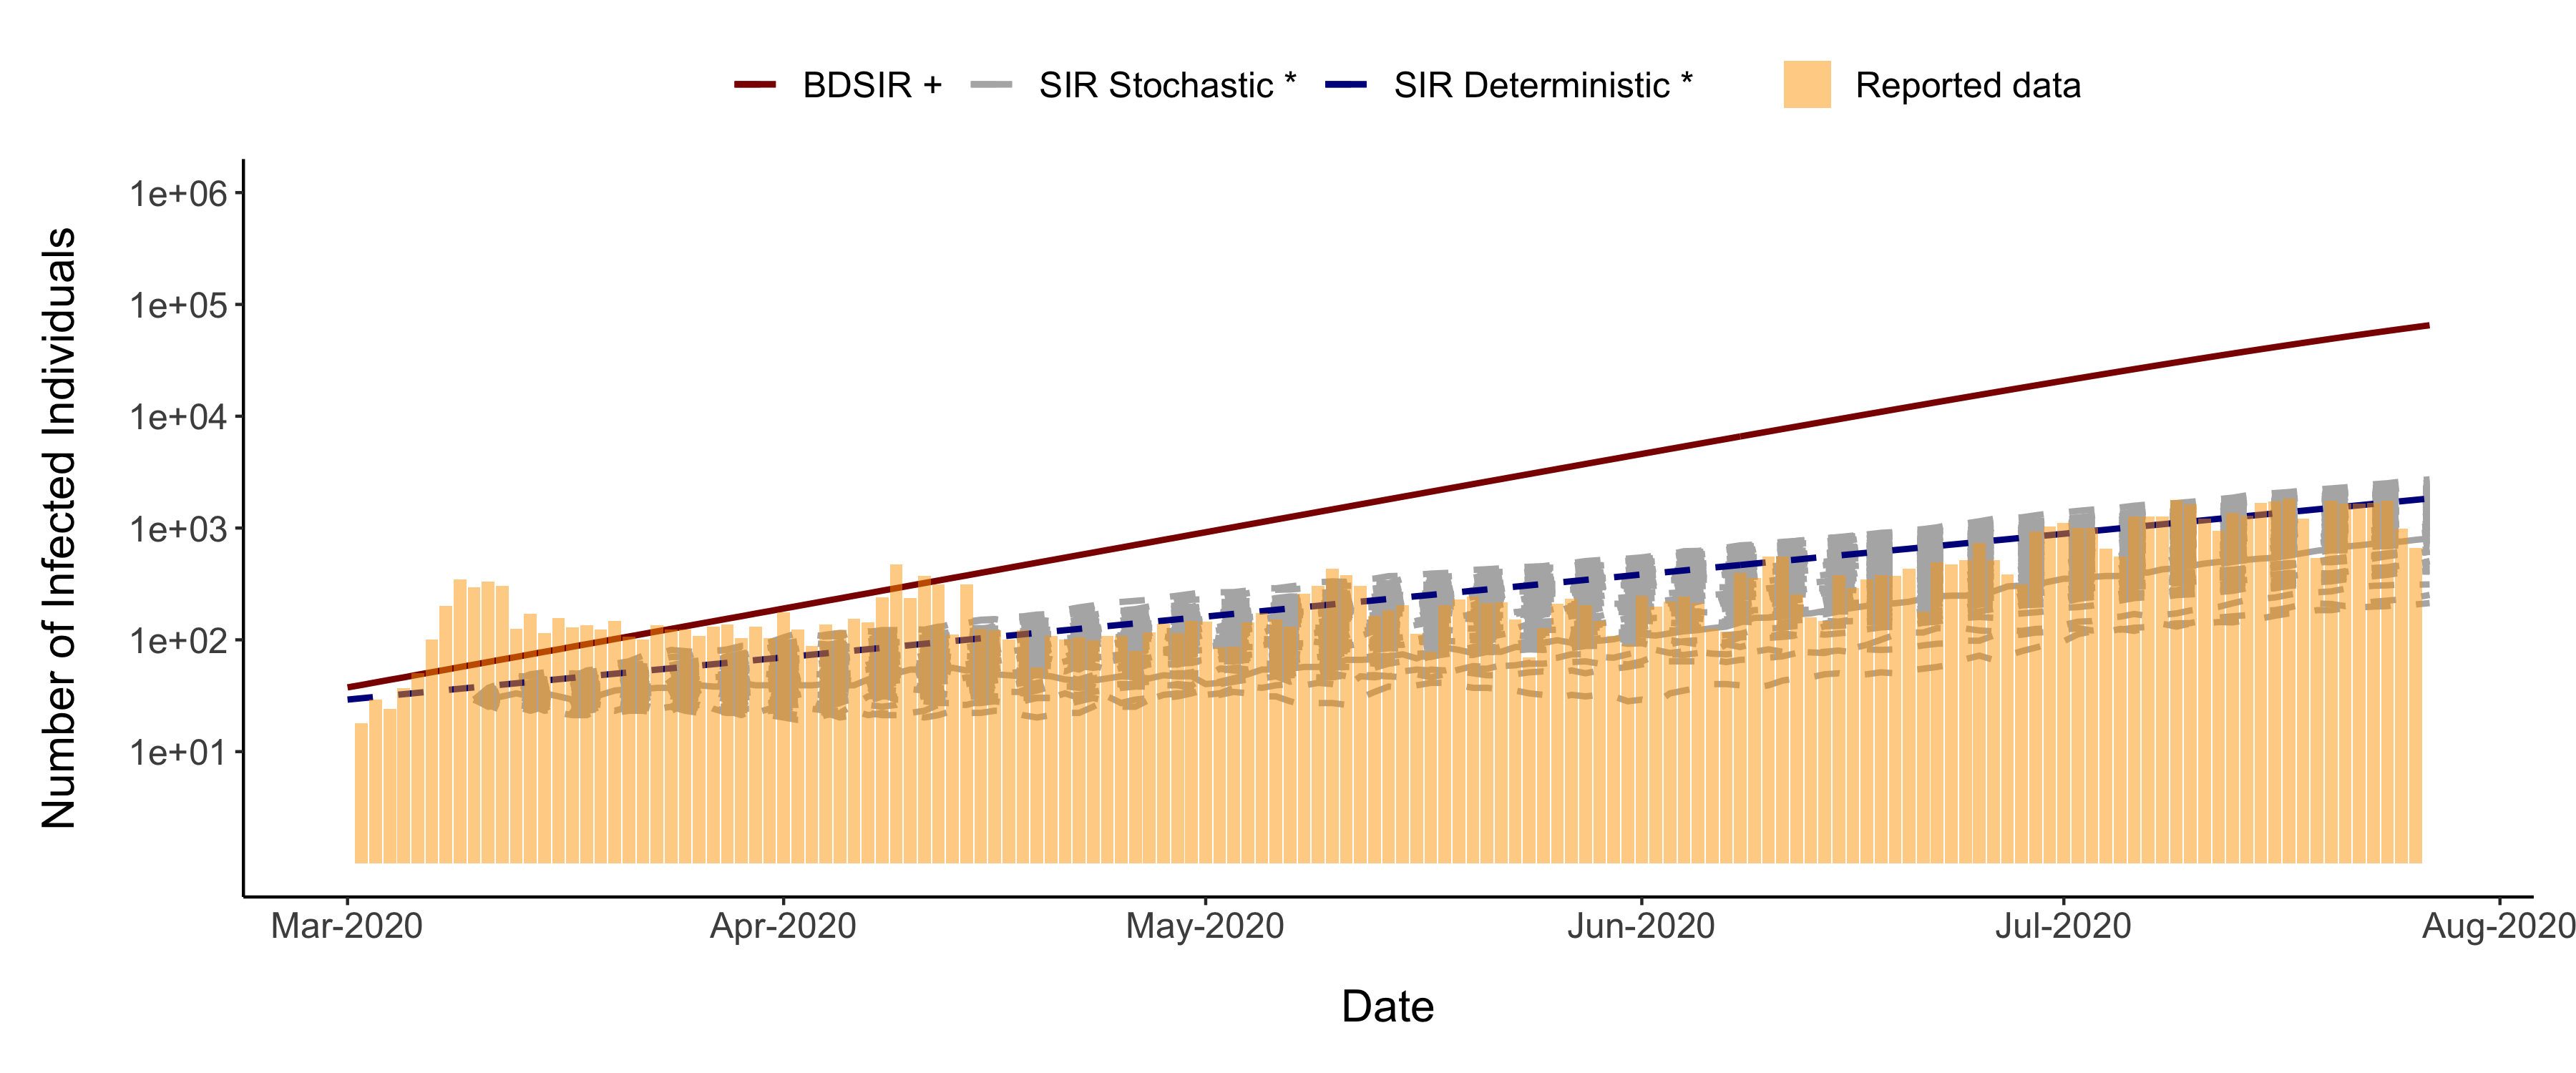 BDSIR + SIR Stochastic * SIR Deterministic * Reported data
Number of Infected Individuals
1e+06
1e+05
1e+04
1e+03
1e+02
1e+01
Mar-2020 Apr-2020 May-2020 Jun-2020 Jul-2020 Aug-2020
Date